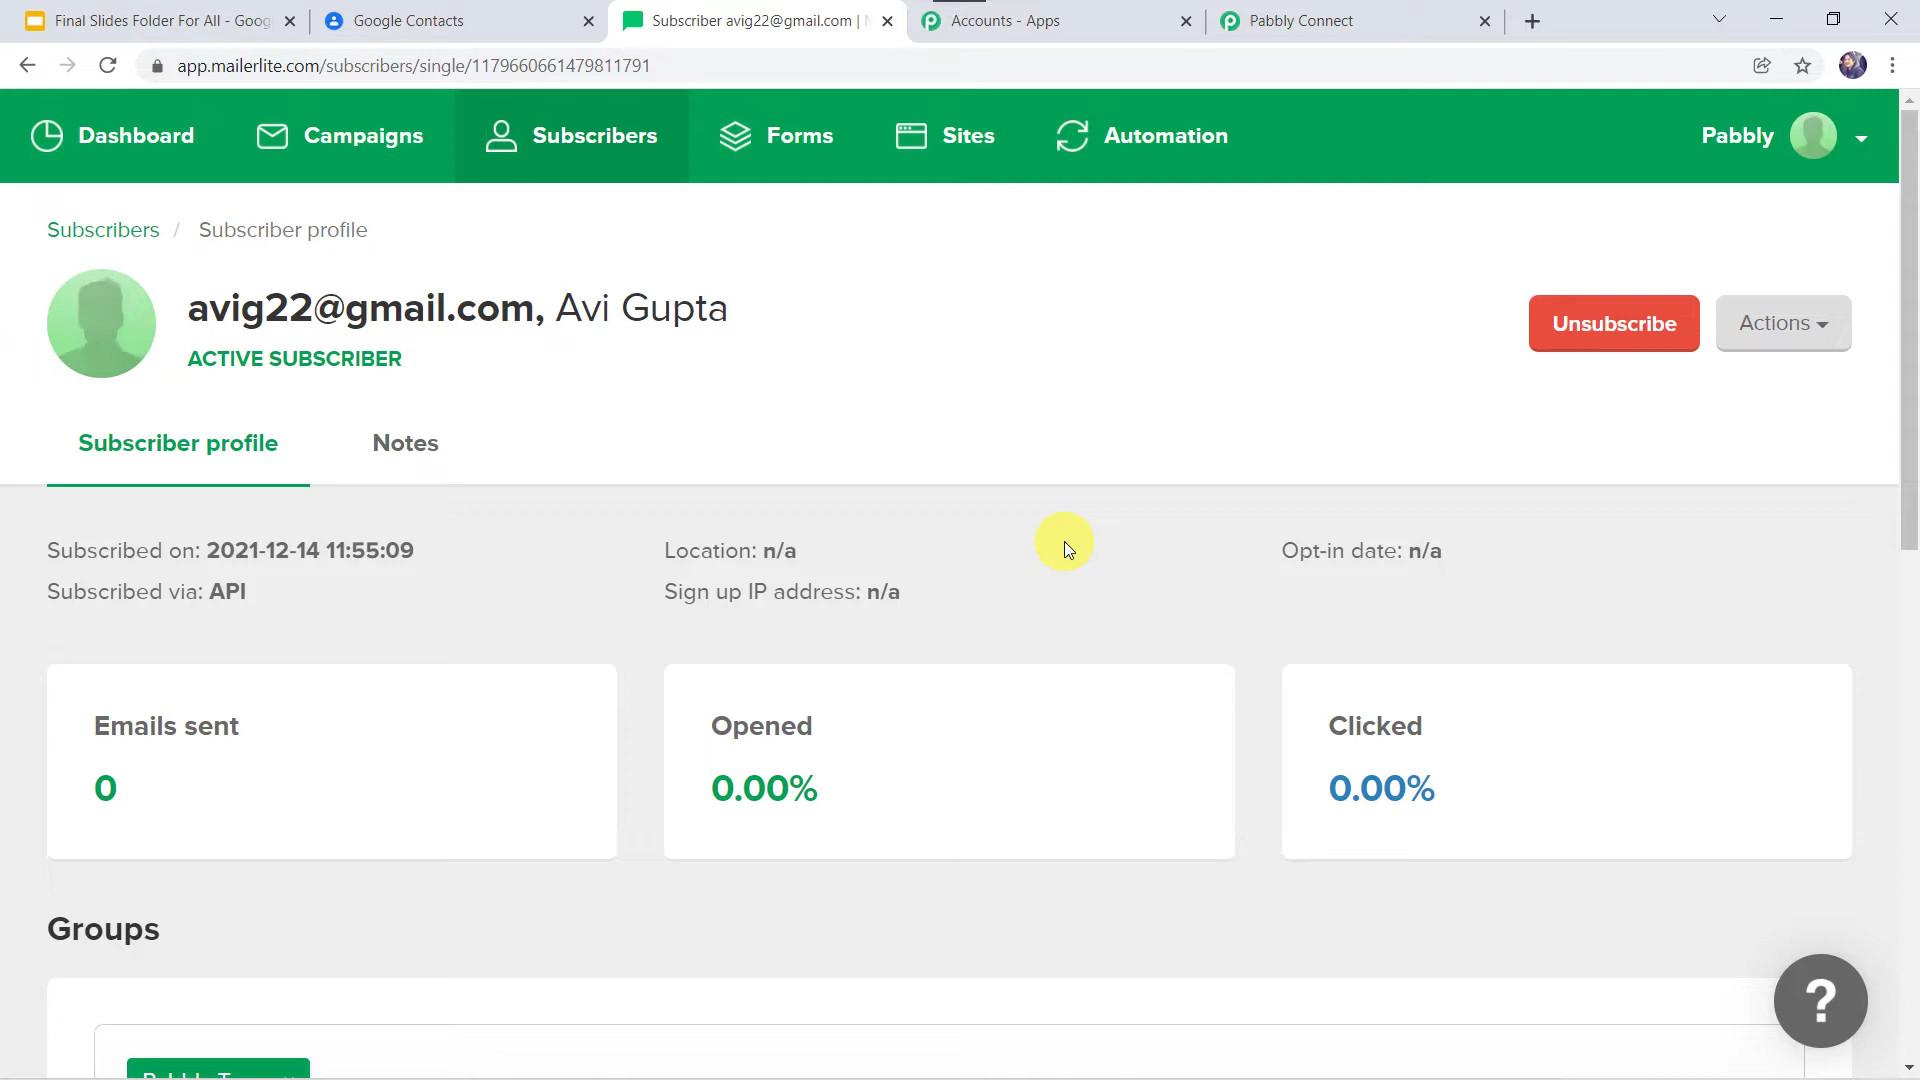 Final Slides Folder For All - Goog
Google Contacts
Subscriber avig22@gmail.com |
Accounts - Apps
Pabbly Connect
app.mailerlite.com/subscribers/single/1179660661479811791
Dashboard
Campaigns
Subscribers
Forms
Sites
Automation
Pabbly
Subscribers / Subscriber profile
avig22@gmail.com, Avi Gupta
ACTIVE SUBSCRIBER
Unsubscribe
Actions
Subscriber profile
Notes
Subscribed on: 2021-12-14 11:55:09
Location: n/a
Opt-in date: n/a
Subscribed via: API
Sign up IP address: n/a
Emails sent
Opened
Clicked
0
0.00%
0.00%
Groups
?